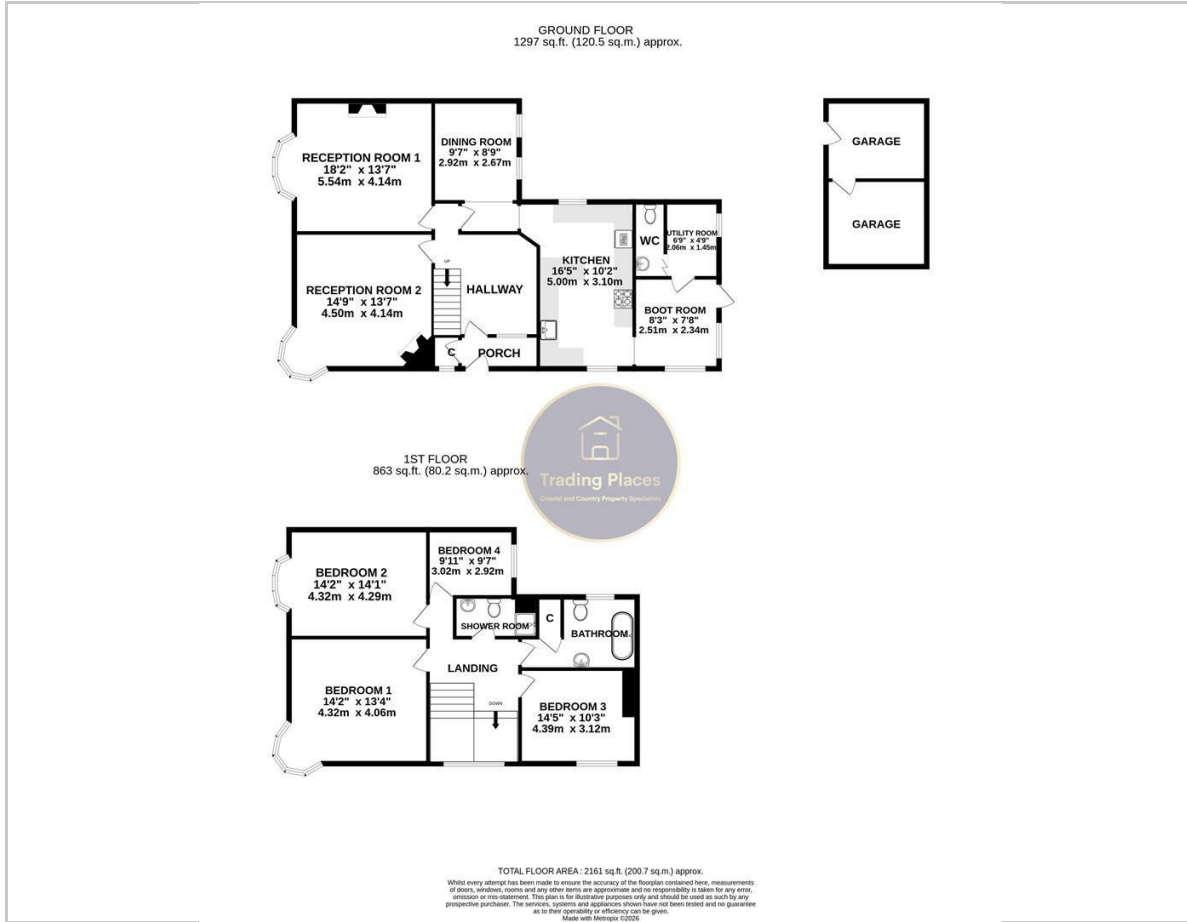 GROUND FLOOR
1297 sq.ft. (120.5 sq.m.) approx.
RECEPTION ROOM 1
18'2" x 13'7"
5.54m x 4.14m
DINING ROOM
9'7" x 8'9"
2.92m x 2.67m
GARAGE
GARAGE
RECEPTION ROOM 2
14'9" x 13'7"
4.50m x 4.14m
UP
HALLWAY
C
PORCH
KITCHEN
16'5" x 10'2"
5.00m x 3.10m
WC
UTILITY ROOM
6'9" x 4'9"
2.06m x 1.45m
BOOT ROOM
8'3" x 7'8"
2.51m x 2.34m
Trading Places
Coastal and Country Property Specialists
1ST FLOOR
863 sq.ft. (80.2 sq.m.) approx.
BEDROOM 2
14'2" x 14'1"
4.32m x 4.29m
BEDROOM 4
9'11" x 9'7"
3.02m x 2.92m
SHOWER ROOM
C
BATHROOM
BEDROOM 1
14'2" x 13'4"
4.32m x 4.06m
LANDING
DOWN
BEDROOM 3
14'5" x 10'3"
4.39m x 3.12m
TOTAL FLOOR AREA : 2161 sq.ft. (200.7 sq.m.) approx.
Whilst every attempt has been made to ensure the accuracy of the floorplan contained here, measurements
of doors, windows, rooms and any other items are approximate and no responsibility is taken for any error,
omission or mis-statement. This plan is for illustrative purposes only and should be used as such by any
prospective purchaser. The services, systems and appliances shown have not been tested and no guarantee
as to their operability or efficiency can be given.
Made with Metropix ©2026